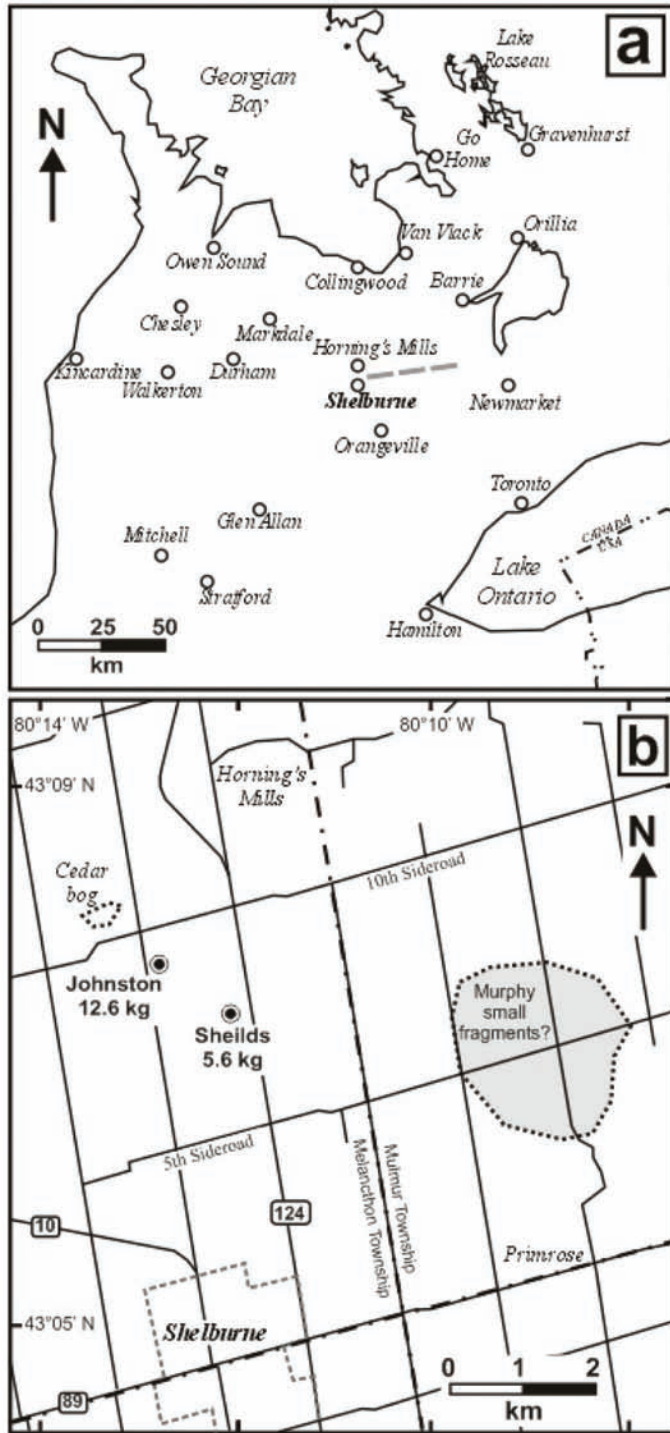 a
Lake
Rosseau
Georgian
Bay
N
Go
Home
Gravenhurst
Van Vlack
Orillia
Owen Sound
Collingwood
Barrie
Chesley
Markdale
Horning's Mills
Kincardine
Durham
Walkerton
Shelburne
Newmarket
Orangeville
Toronto
Glen Allan
Mitchell
CANADA
USA
Lake
Ontario
Stratford
Hamilton
0 25 50
km
80°14' W
80°10' W
b
43°09' N
Horning's
Mills
N
Cedar
bog
10th Sideroad
Johnston
12.6 kg
Murphy
small
fragments?
Sheilds
5.6 kg
5th Sideroad
Melancthon Township
Mulmur Township
124
10
Primrose
43°05' N
Shelburne
0 1 2
km
89